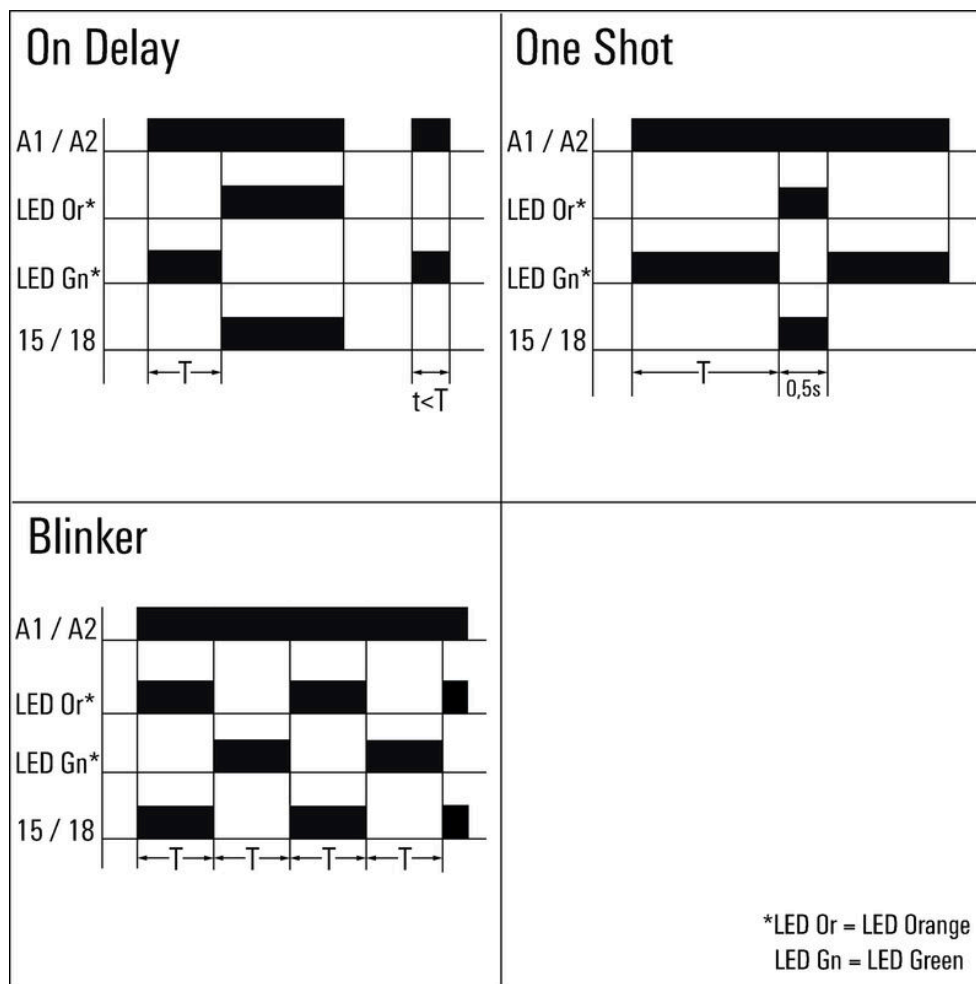 On Delay
A1 / A2
LED Or*
LED Gn*
15 / 18
T
t<T
One Shot
A1 / A2
LED Or*
LED Gn*
15 / 18
T
0,5s
Blinker
A1 / A2
LED Or*
LED Gn*
15 / 18
T T T T
*LED Or = LED Orange
LED Gn = LED Green